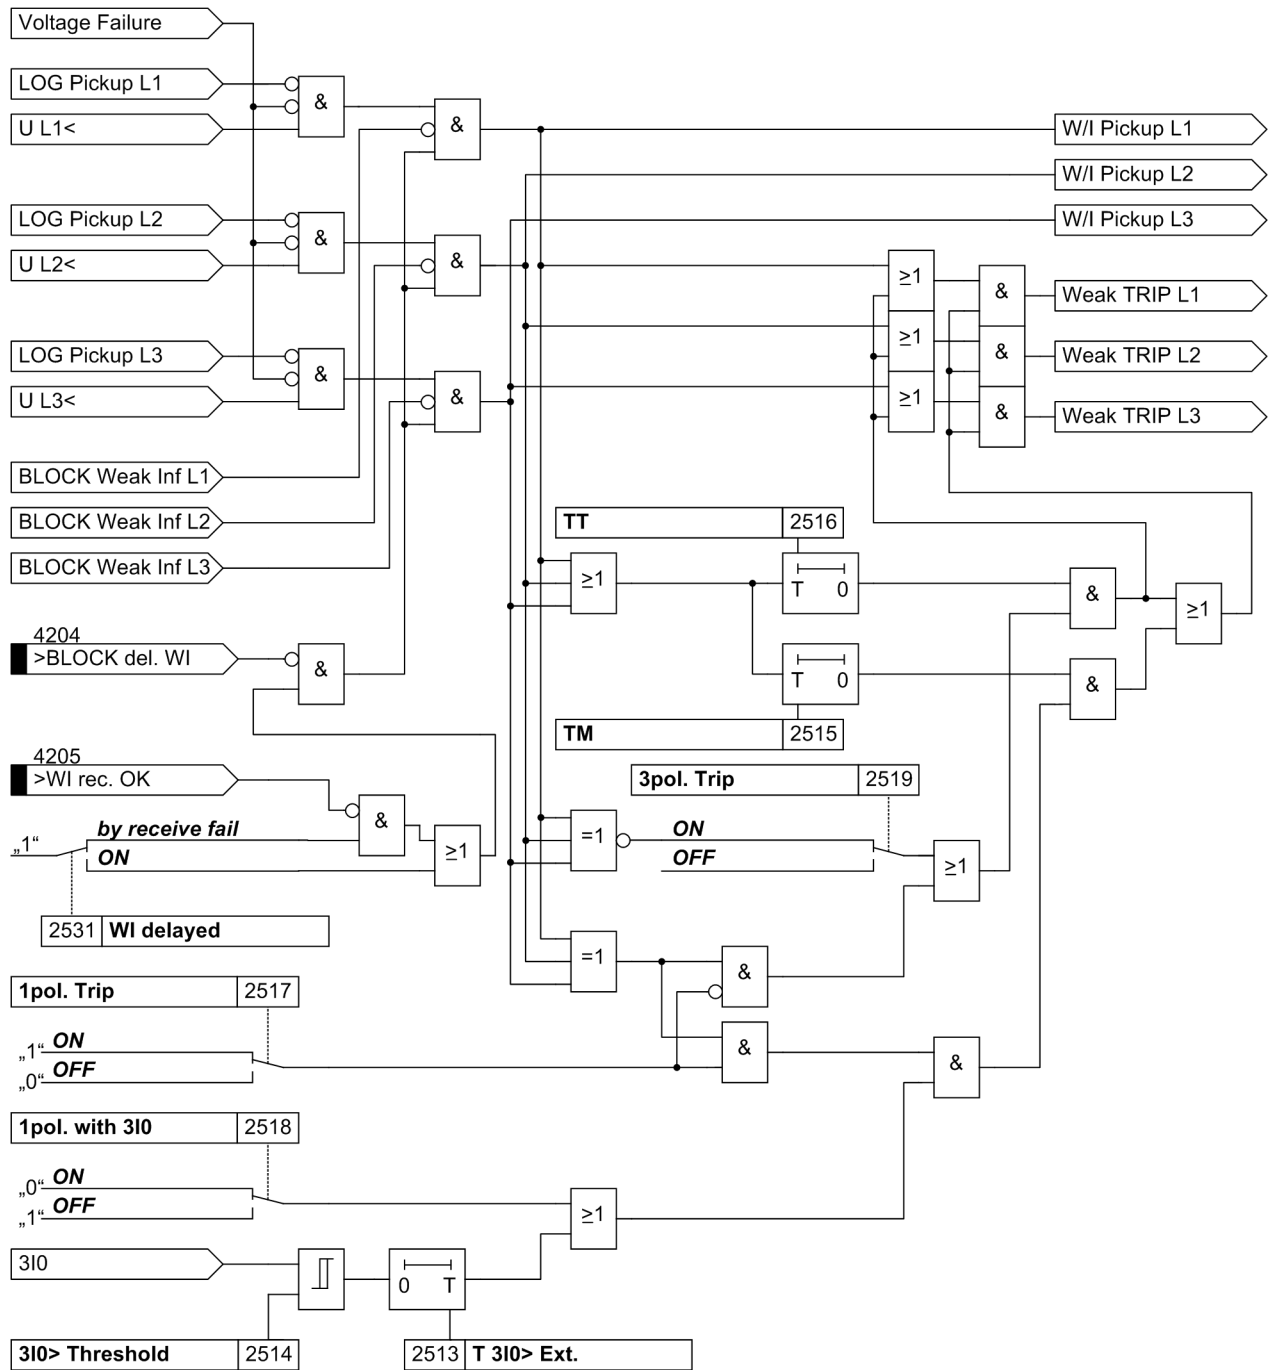 Voltage Failure
LOG Pickup L1
&
U L1<
&
W/I Pickup L1
W/I Pickup L2
LOG Pickup L2
W/I Pickup L3
&
U L2<
&
≥1
&
Weak TRIP L1
≥1
&
Weak TRIP L2
LOG Pickup L3
&
U L3<
&
≥1
&
Weak TRIP L3
BLOCK Weak Inf L1
BLOCK Weak Inf L2
TT 2516
BLOCK Weak Inf L3
≥1
T 0
&
≥1
4204
>BLOCK del. WI
&
T 0
&
TM 2515
4205
>WI rec. OK
3pol. Trip 2519
&
„1“
by receive fail
ON
≥1
=1
ON
OFF
≥1
2531 WI delayed
=1
&
1pol. Trip 2517
„1“ ON
„0“ OFF
&
&
1pol. with 3I0 2518
„0“ ON
„1“ OFF
≥1
3I0
0 T
3I0> Threshold 2514
2513 T 3I0> Ext.